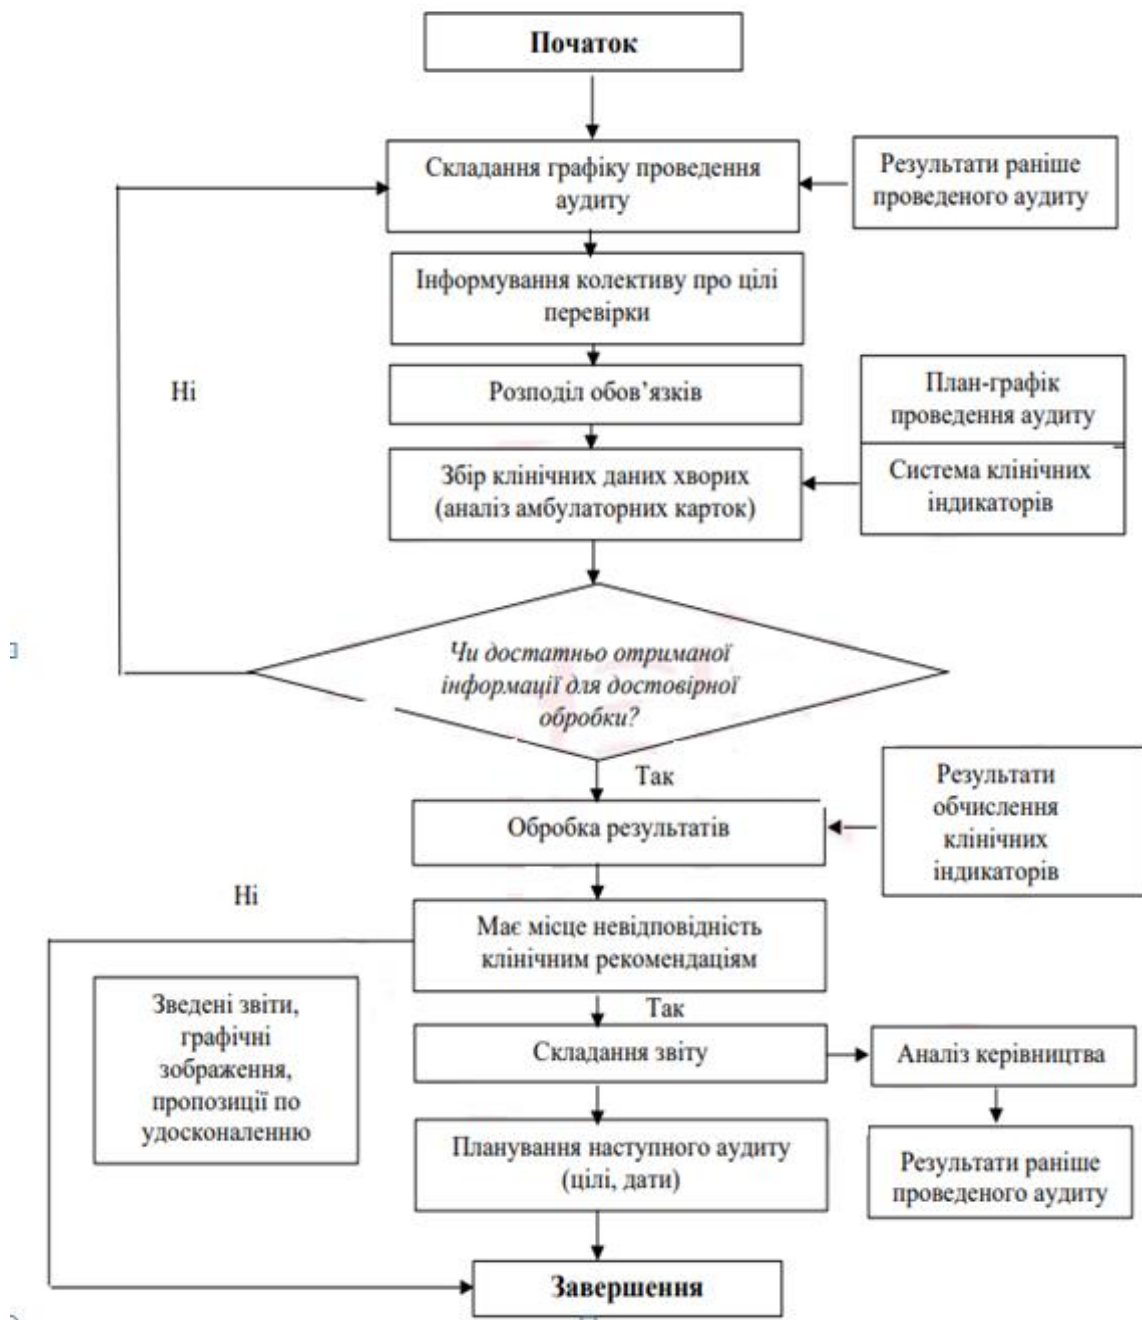 Початок
Складання графіку проведення
аудиту
Результати раніше
проведеного аудиту
Інформування колективу про цілі
перевірки
Ні
Розподіл обов’язків
План-графік
проведення аудиту
Збір клінічних даних хворих
(аналіз амбулаторних карток)
Система клінічних
індикаторів
Чи достатньо отриманої
інформації для достовірної
обробки?
Так
Результати
обчислення
клінічних
індикаторів
Обробка результатів
Ні
Має місце невідповідність
клінічним рекомендаціям
Так
Зведені звіти,
графічні
зображення,
пропозиції по
удосконаленню
Складання звіту
Аналіз керівництва
Планування наступного аудиту
(цілі, дати)
Результати раніше
проведеного аудиту
Завершення